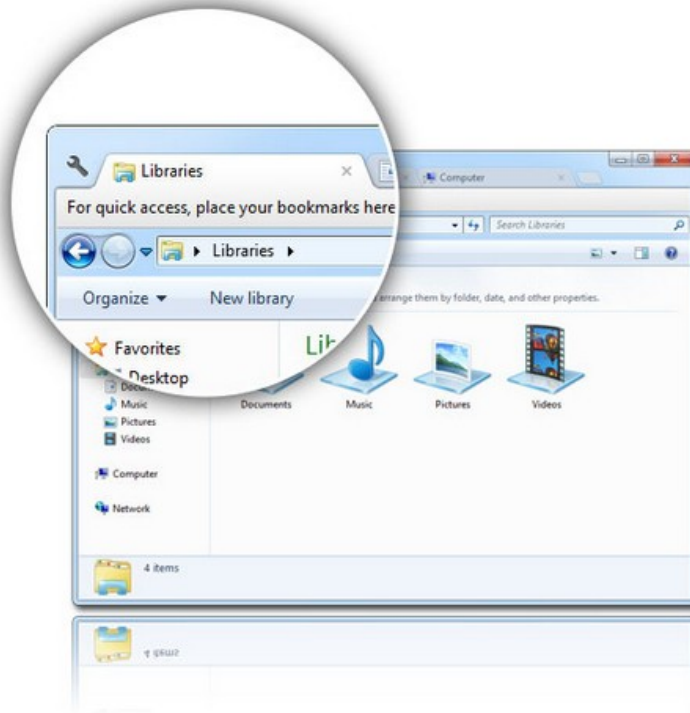 Libraries
Computer
For quick access, place your bookmarks here
Libraries
Search Libraries
Organize
New library
arrange them by folder, date, and other properties.
Favorites
Desktop
Music
Pictures
Videos
Computer
Network
Documents
Music
Pictures
Videos
4 items